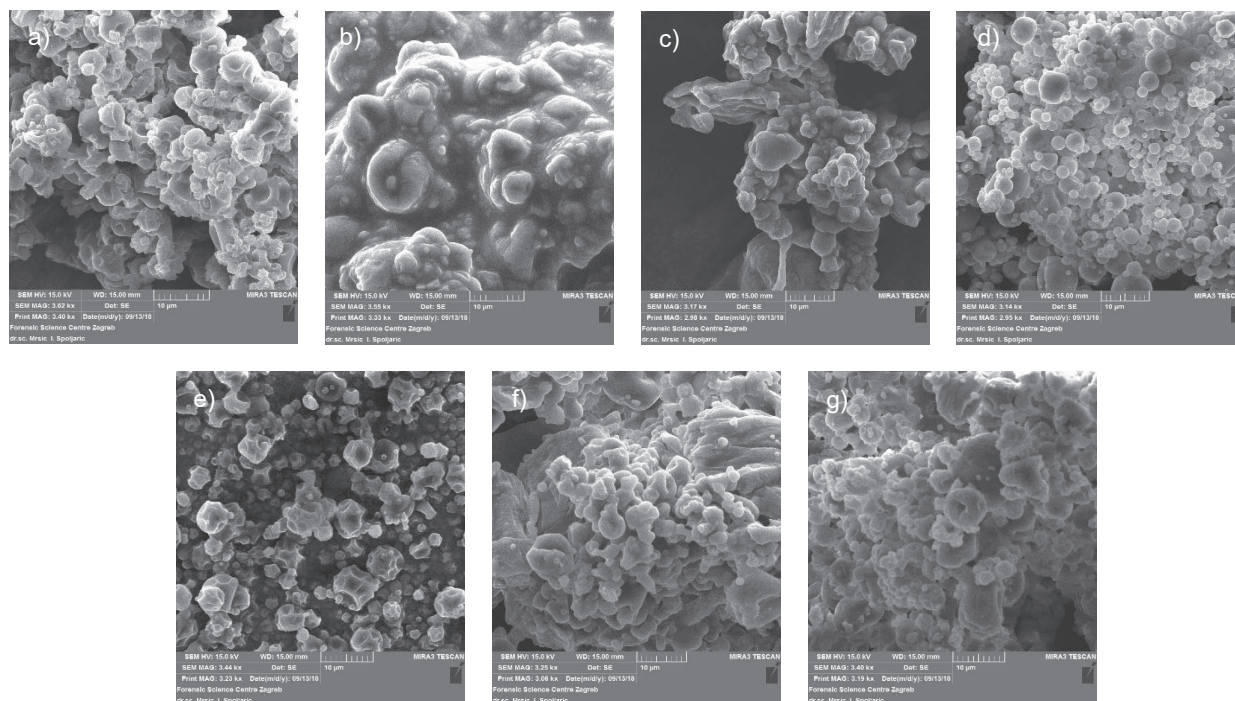 a)
SEM HV: 15.0 kV WD: 15.00 mm MIRA3 TESCAN
SEM MAG: 3.62 kx Det: SE 10 µm
Print MAG: 3.40 kx Date(m/d/y): 09/13/18
Forensic Science Centre Zagreb
dr.sc. Mrsic I. Spoljaric
b)
SEM HV: 15.0 kV WD: 15.00 mm MIRA3 TESCAN
SEM MAG: 3.55 kx Det: SE 10 µm
Print MAG: 3.33 kx Date(m/d/y): 09/13/18
Forensic Science Centre Zagreb
dr.sc. Mrsic I. Spoljaric
c)
SEM HV: 15.0 kV WD: 15.00 mm MIRA3 TESCAN
SEM MAG: 3.17 kx Det: SE 10 µm
Print MAG: 2.98 kx Date(m/d/y): 09/13/18
Forensic Science Centre Zagreb
dr.sc. Mrsic I. Spoljaric
d)
SEM HV: 15.0 kV WD: 15.00 mm MIRA3 TESCAN
SEM MAG: 3.14 kx Det: SE 10 µm
Print MAG: 2.95 kx Date(m/d/y): 09/13/18
Forensic Science Centre Zagreb
dr.sc. Mrsic I. Spoljaric
e)
SEM HV: 15.0 kV WD: 15.00 mm MIRA3 TESCAN
SEM MAG: 3.44 kx Det: SE 10 µm
Print MAG: 3.23 kx Date(m/d/y): 09/13/18
Forensic Science Centre Zagreb
dr.sc. Mrsic I. Spoljaric
f)
SEM HV: 15.0 kV WD: 15.00 mm MIRA3 TESCAN
SEM MAG: 3.25 kx Det: SE 10 µm
Print MAG: 3.06 kx Date(m/d/y): 09/13/18
Forensic Science Centre Zagreb
dr.sc. Mrsic I. Spoljaric
g)
SEM HV: 15.0 kV WD: 15.00 mm MIRA3 TESCAN
SEM MAG: 3.40 kx Det: SE 10 µm
Print MAG: 3.19 kx Date(m/d/y): 09/13/18
Forensic Science Centre Zagreb
dr.sc. Mrsic I. Spoljaric